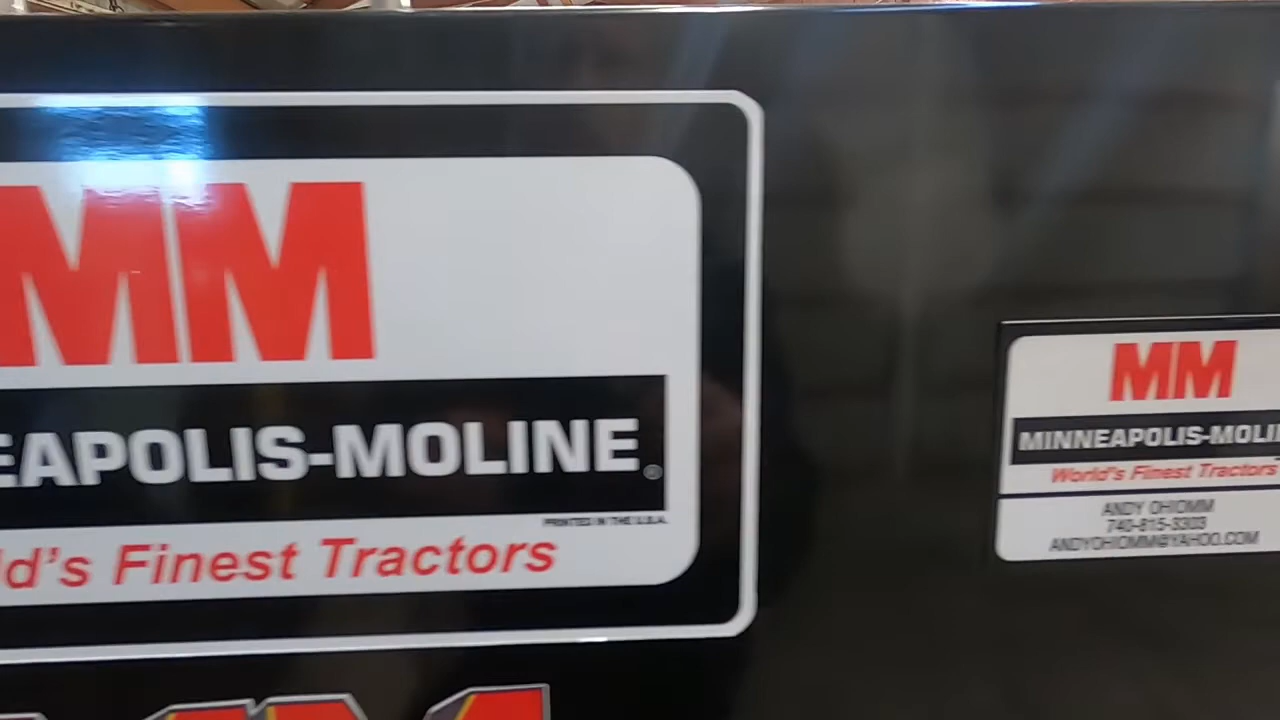 MM
EAPOLIS-MOLINE
PRINTED IN THE U.S.A.
ld's Finest Tractors
MM
MINNEAPOLIS-MOLI
World's Finest Tractors
ANDY OHIOMM
740-815-3303
ANDYOHIOMM@YAHOO.COM